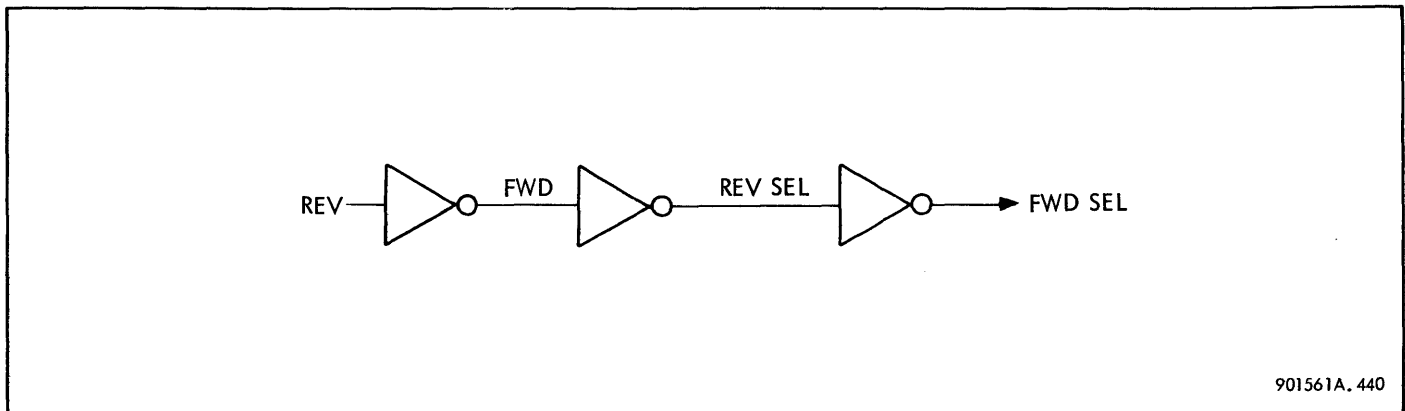 REV
FWD
REV SEL
FWD SEL
901561A.440